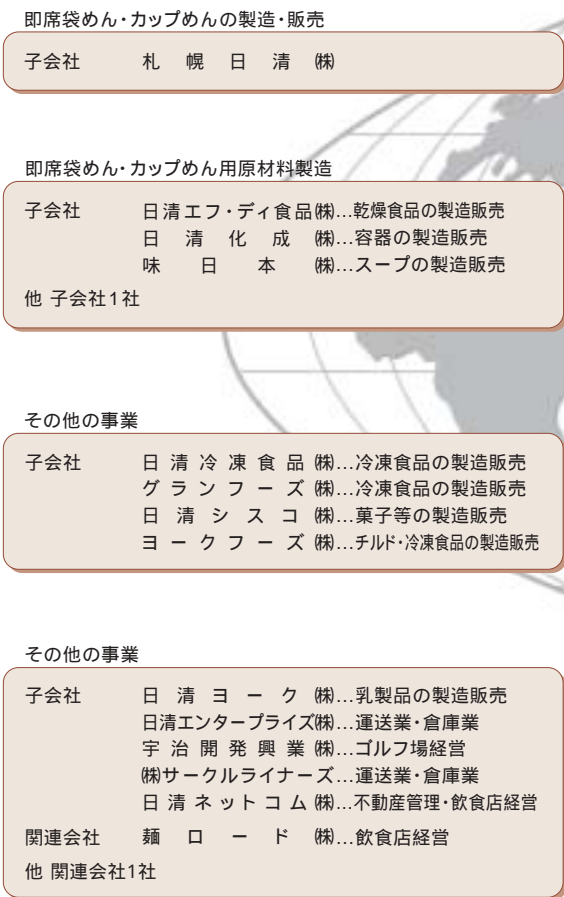 即席袋めん・カップめんの製造・販売
子会社 札幌日清㈱
即席袋めん・カップめん用原材料製造
子会社 日清エフ・ディ食品㈱…乾燥食品の製造販売
日清化成㈱…容器の製造販売
味日本㈱…スープの製造販売
他 子会社1社
その他の事業
子会社 日清冷凍食品㈱…冷凍食品の製造販売
グランフーズ㈱…冷凍食品の製造販売
日清シスコ㈱…菓子等の製造販売
ヨークフーズ㈱…チルド・冷凍食品の製造販売
その他の事業
子会社 日清ヨーク㈱…乳製品の製造販売
日清エンタープライズ㈱…運送業・倉庫業
宇治開発興業㈱…ゴルフ場経営
㈱サークルライナーズ…運送業・倉庫業
日清ネットコム㈱…不動産管理・飲食店経営
関連会社 麺ロード㈱…飲食店経営
他 関連会社1社